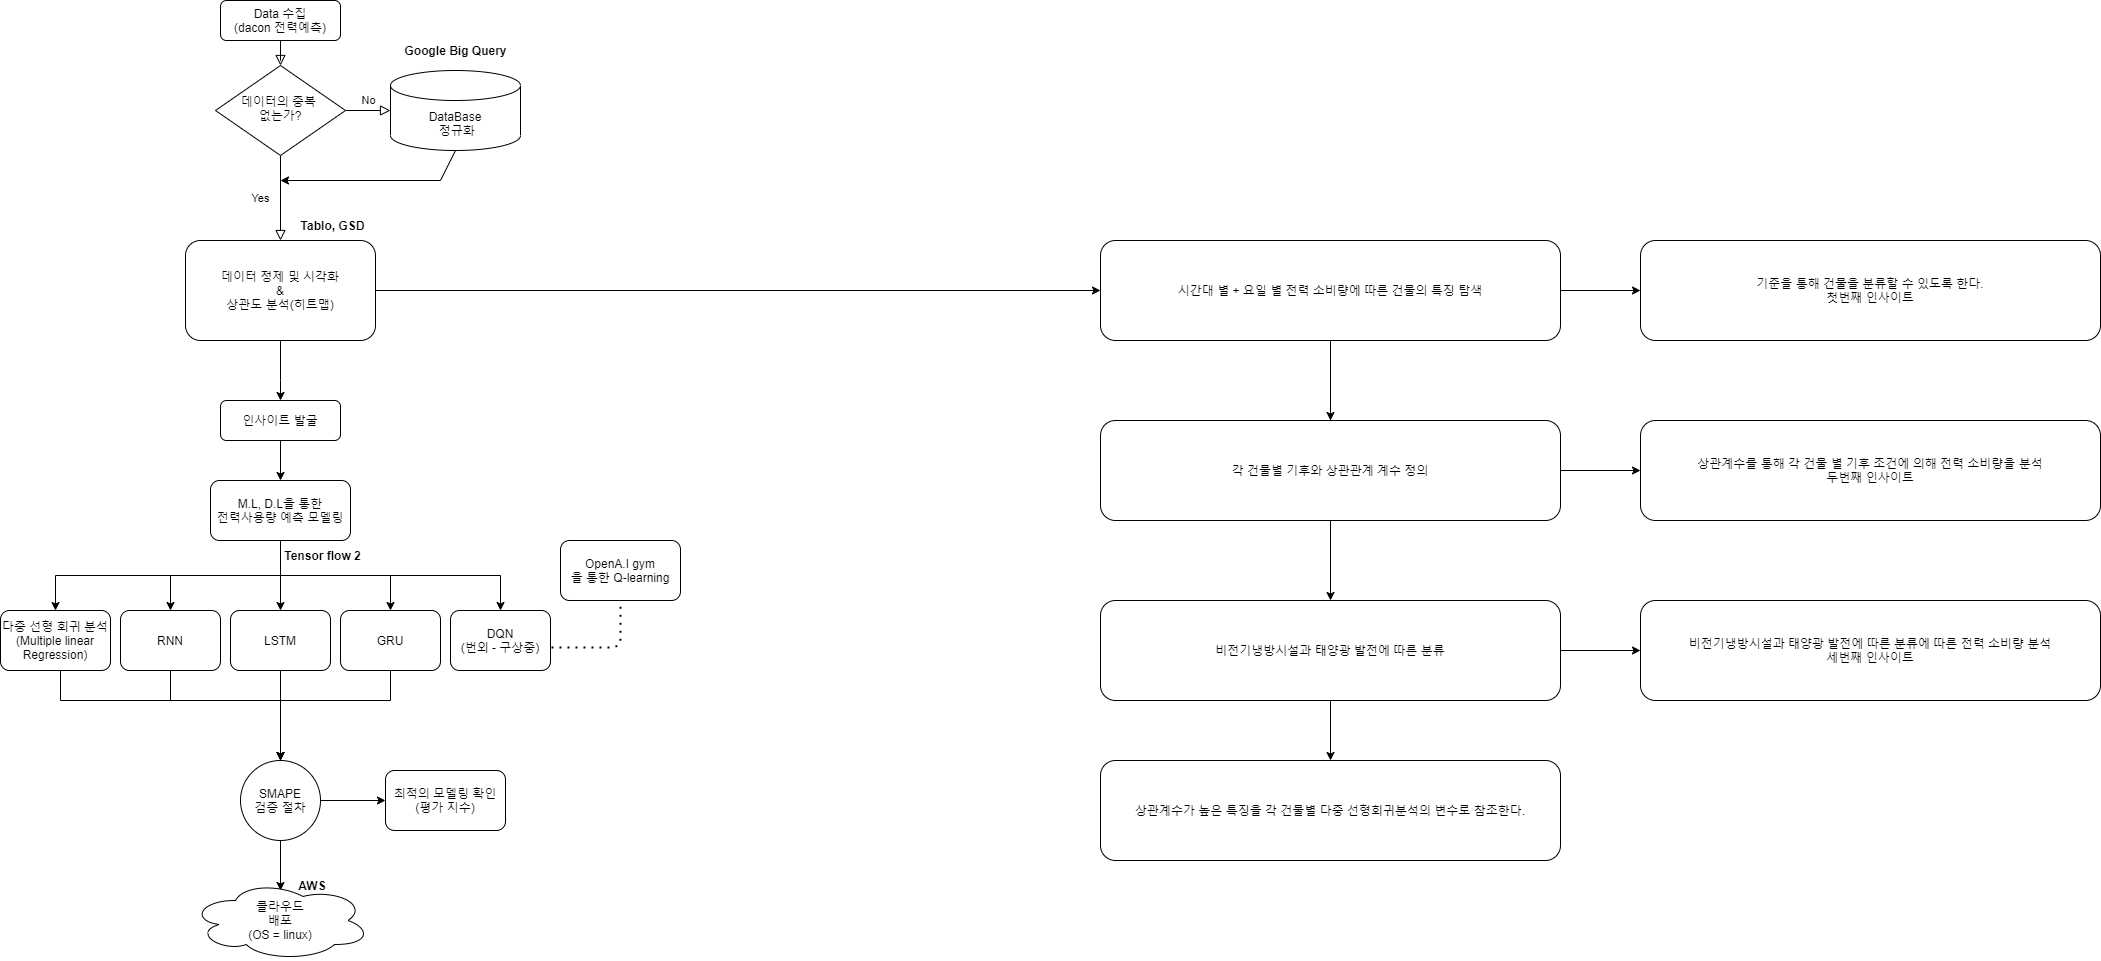 Data 수집
(dacon 전력예측)
Google Big Query
데이터의 중복
없는가?
No
DataBase
정규화
Yes
Tablo, GSD
데이터 정제 및 시각화
&
상관도 분석(히트맵)
시간대 별 + 요일 별 전력 소비량에 따른 건물의 특징 탐색
기준을 통해 건물을 분류할 수 있도록 한다.
첫번째 인사이트
인사이트 발굴
각 건물별 기후와 상관관계 계수 정의
상관계수를 통해 각 건물 별 기후 조건에 의해 전력 소비량을 분석
두번째 인사이트
M.L, D.L을 통한
전력사용량 예측 모델링
Tensor flow 2
OpenA.I gym
을 통한 Q-learning
다중 선형 회귀 분석
(Multiple linear
Regression)
RNN
LSTM
GRU
DQN
(번외 - 구상중)
비전기냉방시설과 태양광 발전에 따른 분류
비전기냉방시설과 태양광 발전에 따른 분류에 따른 전력 소비량 분석
세번째 인사이트
SMAPE
검증 절차
최적의 모델링 확인
(평가 지수)
상관계수가 높은 특징을 각 건물별 다중 선형회귀분석의 변수로 참조한다.
AWS
클라우드
배포
(OS = linux)